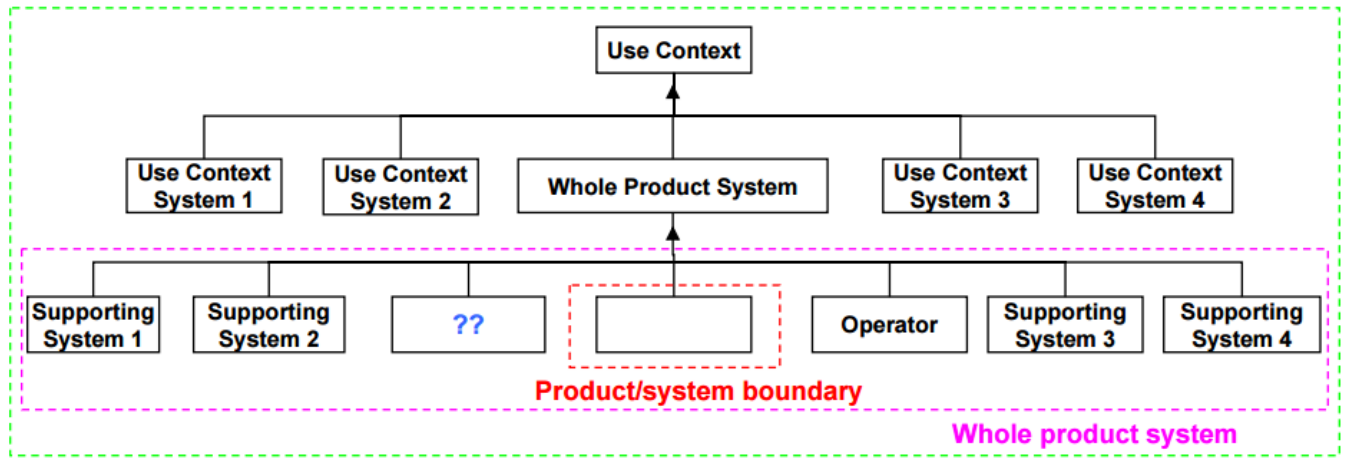 Use Context
Use Context
System 1
Use Context
System 2
Whole Product System
Use Context
System 3
Use Context
System 4
Supporting
System 1
Supporting
System 2
??
Operator
Supporting
System 3
Supporting
System 4
Product/system boundary
Whole product system